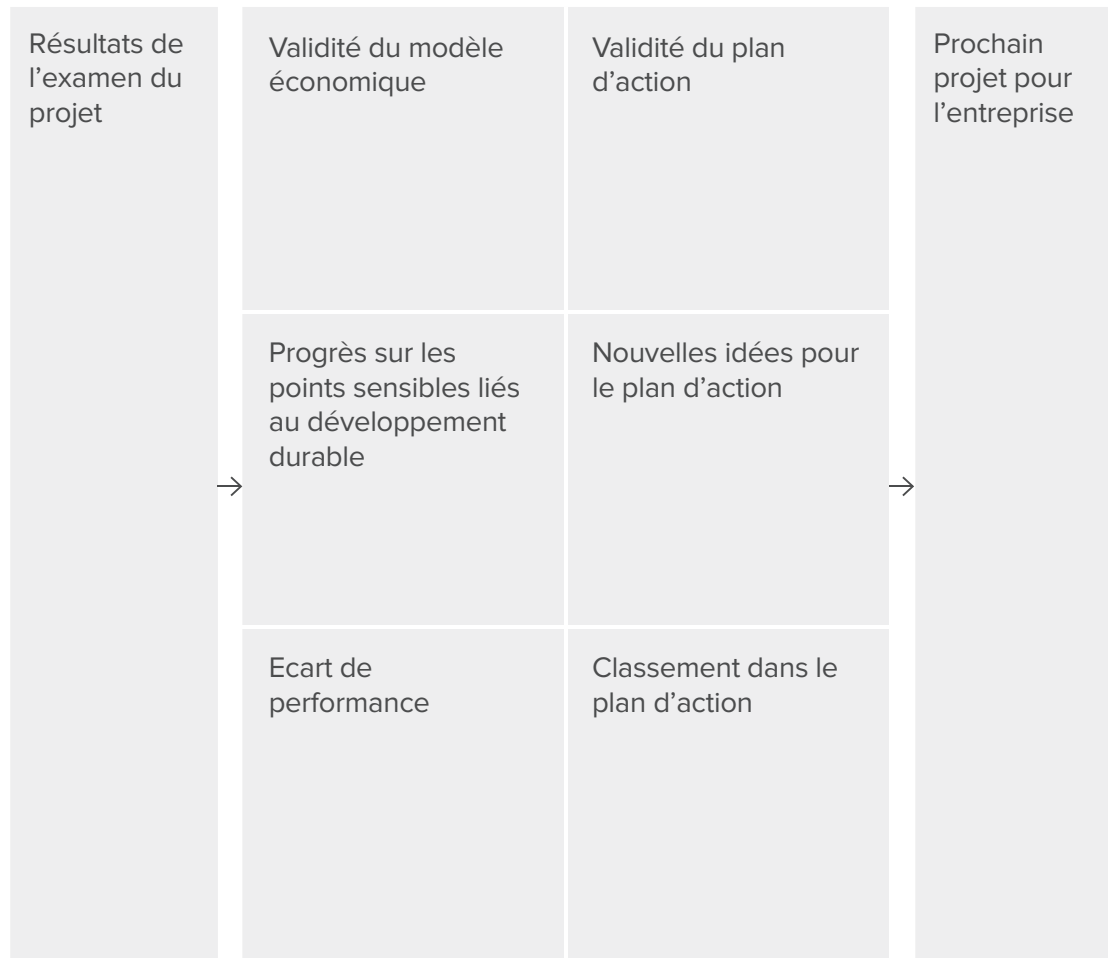 Résultats de
l’examen du
projet
Validité du modèle
économique
Validité du plan
d’action
Progrès sur les
points sensibles liés
au développement
durable
Nouvelles idées pour
le plan d’action
Ecart de
performance
Classement dans le
plan d’action
Prochain
projet pour
l’entreprise